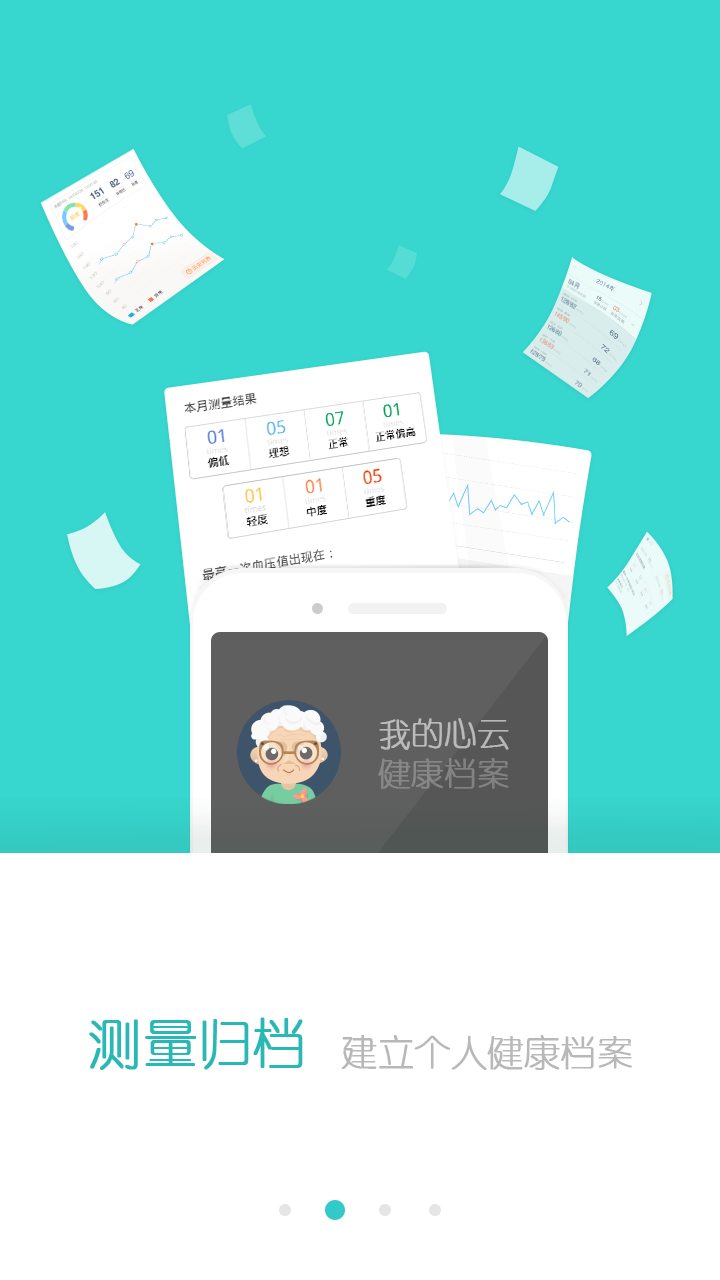 151 82 69
2014年
本月测量结果
01 05 07 01
times times times times
偏低 理想 正常 正常偏高
01 01 05
times times times
轻度 中度 重度
最高一次血压值出现在：
我的心云
健康档案
测量归档 建立个人健康档案